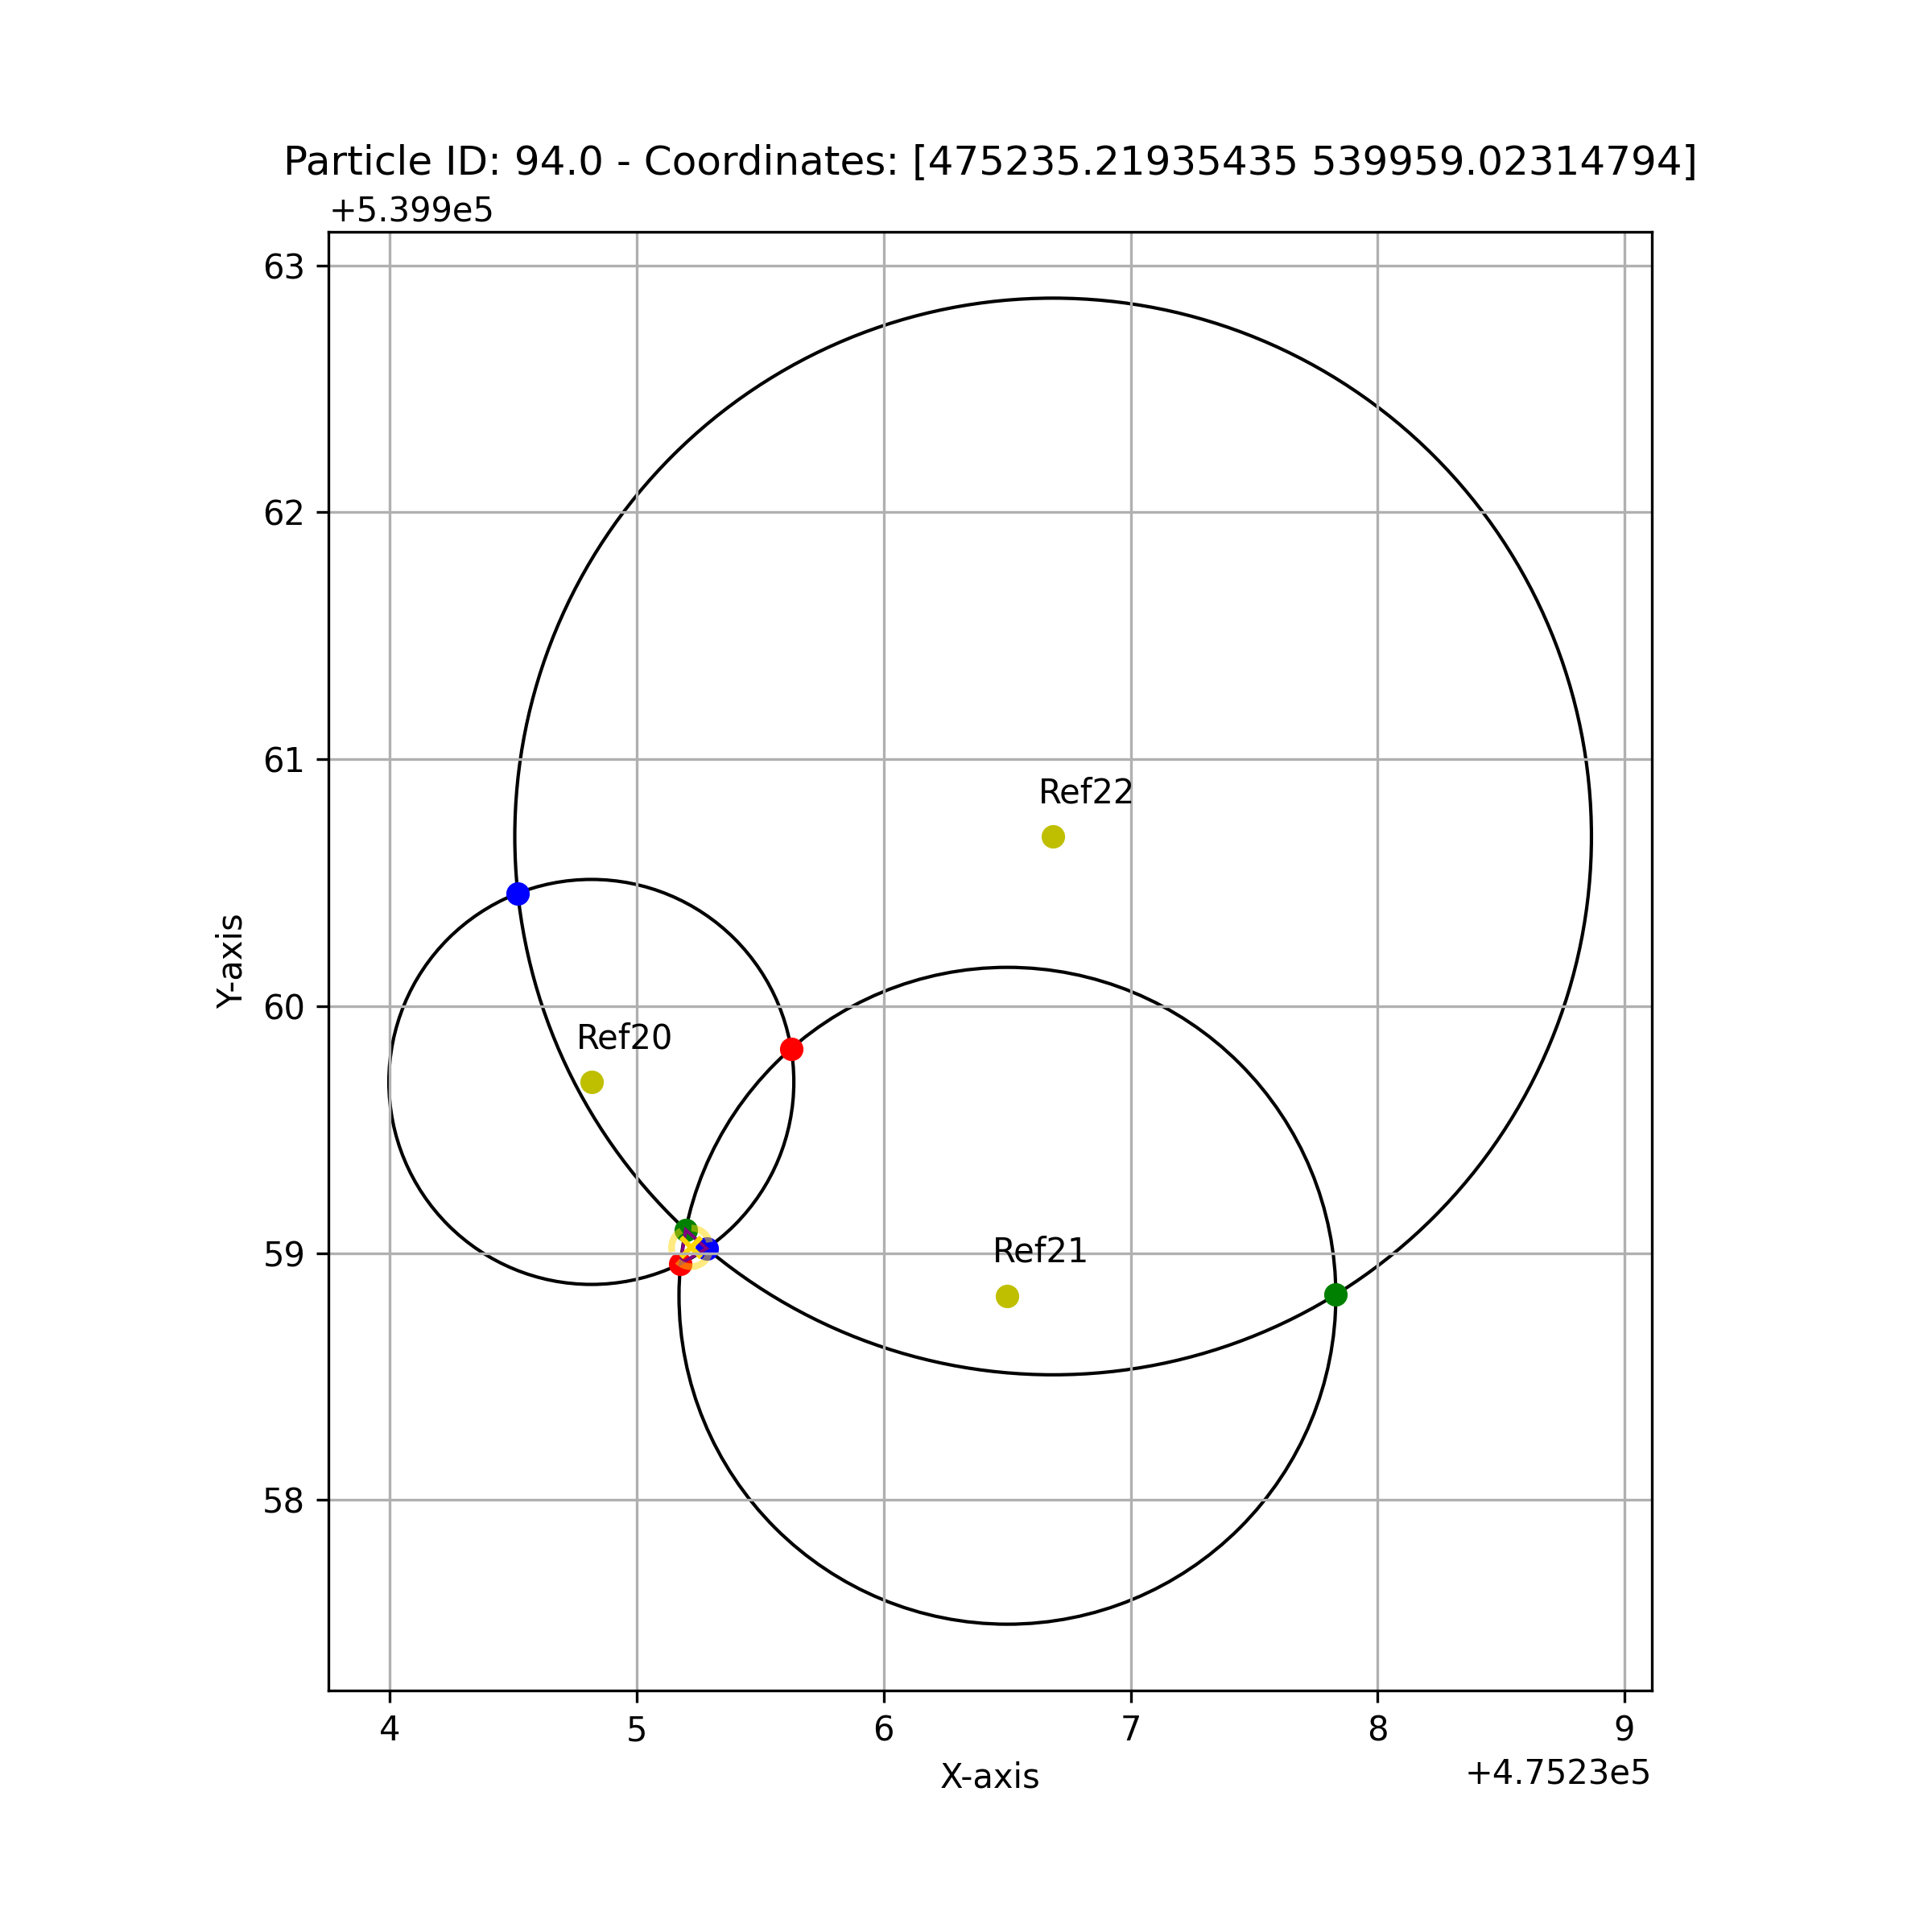 Particle ID: 94.0 - Coordinates: [475235.21935435 539959.02314794]
+5.399e5
63
62
61
60
59
58
Y-axis
Ref22
Ref20
Ref21
4 5 6 7 8 9
X-axis
+4.7523e5